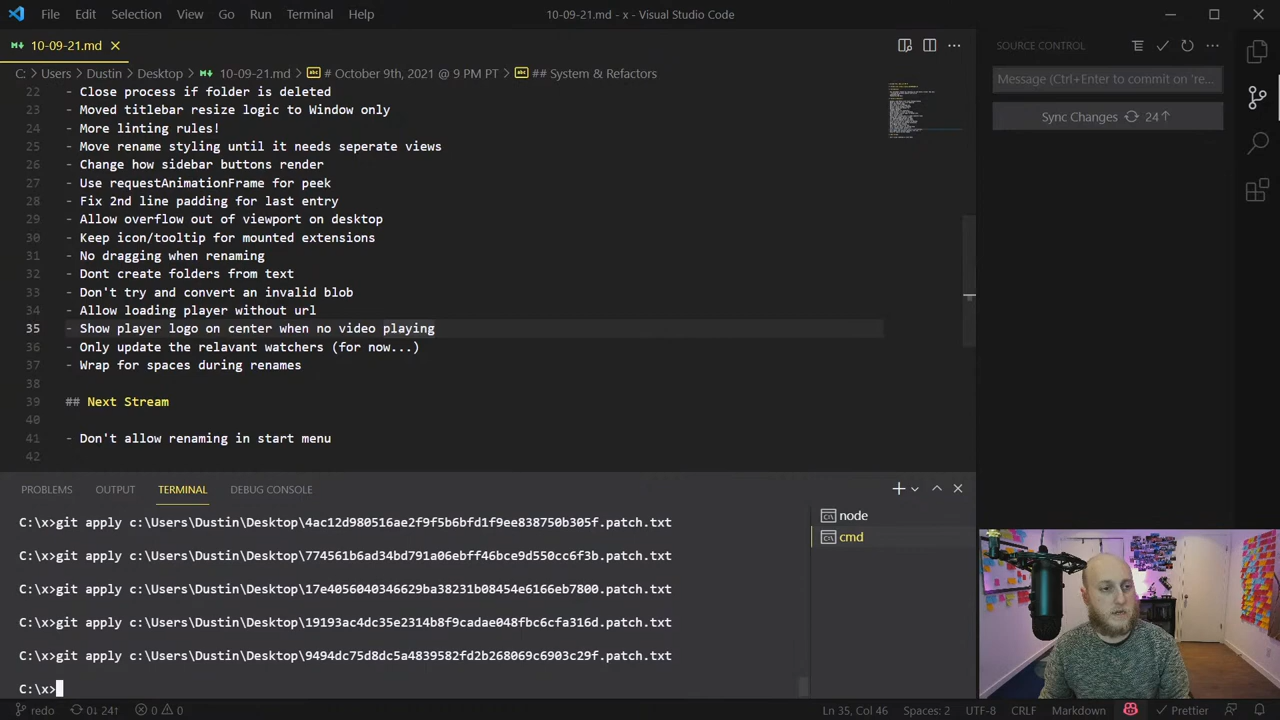 File Edit Selection View Go Run Terminal Help
10-09-21.md - x - Visual Studio Code
10-09-21.md
C: > Users > Dustin > Desktop > 10-09-21.md > # October 9th, 2021 @ 9 PM PT > ## System & Refactors
22 - Close process if folder is deleted
23 - Moved titlebar resize logic to Window only
24 - More linting rules!
25 - Move rename styling until it needs seperate views
26 - Change how sidebar buttons render
27 - Use requestAnimationFrame for peek
28 - Fix 2nd line padding for last entry
29 - Allow overflow out of viewport on desktop
30 - Keep icon/tooltip for mounted extensions
31 - No dragging when renaming
32 - Dont create folders from text
33 - Don't try and convert an invalid blob
34 - Allow loading player without url
35 - Show player logo on center when no video playing
36 - Only update the relavant watchers (for now...)
37 - Wrap for spaces during renames
38
39 ## Next Stream
40
41 - Don't allow renaming in start menu
42
SOURCE CONTROL
Message (Ctrl+Enter to commit on 're...
Sync Changes 24↑
PROBLEMS OUTPUT TERMINAL DEBUG CONSOLE
C:\x>git apply c:\Users\Dustin\Desktop\4ac12d980516ae2f9f5b6bfd1f9ee838750b305f.patch.txt
C:\x>git apply c:\Users\Dustin\Desktop\774561b6ad34bd791a06ebff46bce9d550cc6f3b.patch.txt
C:\x>git apply c:\Users\Dustin\Desktop\17e4056040346629ba38231b08454e6166eb7800.patch.txt
C:\x>git apply c:\Users\Dustin\Desktop\19193ac4dc35e2314b8f9cadae048fbc6cfa316d.patch.txt
C:\x>git apply c:\Users\Dustin\Desktop\9494dc75d8dc5a4839582fd2b268069c6903c29f.patch.txt
C:\x>
node
cmd
redo 0↓ 24↑ 0 0
Ln 35, Col 46 Spaces: 2 UTF-8 CRLF Markdown Prettier